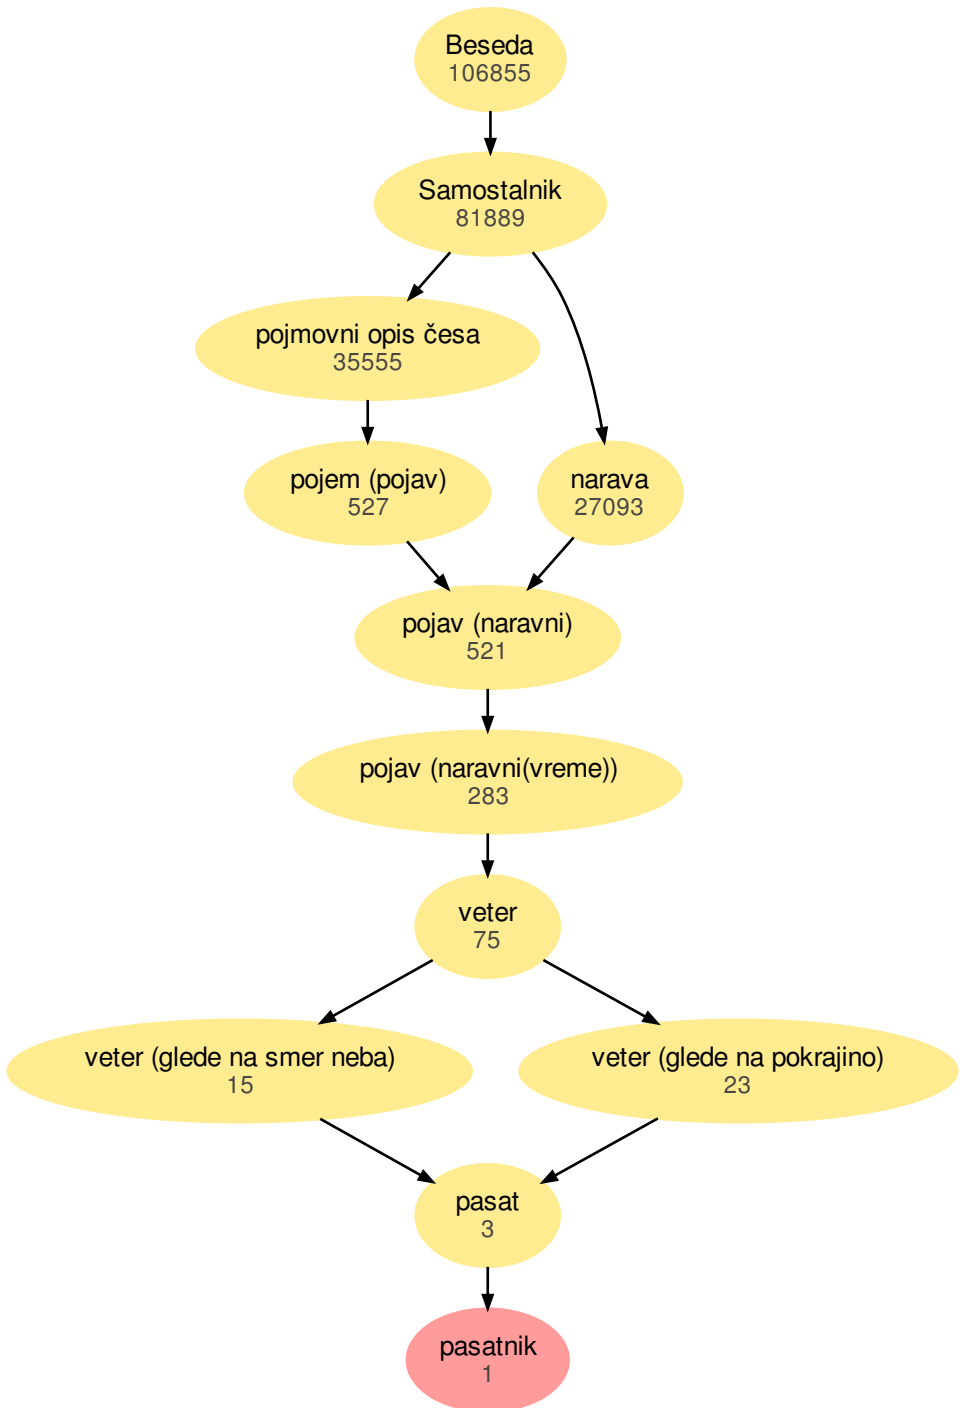 Beseda
106855
Samostalnik
81889
pojmovni opis česa
35555
pojem (pojav)
527
narava
27093
pojav (naravni)
521
pojav (naravni(vreme))
283
veter
75
veter (glede na smer neba)
15
veter (glede na pokrajino)
23
pasat
3
pasatnik
1